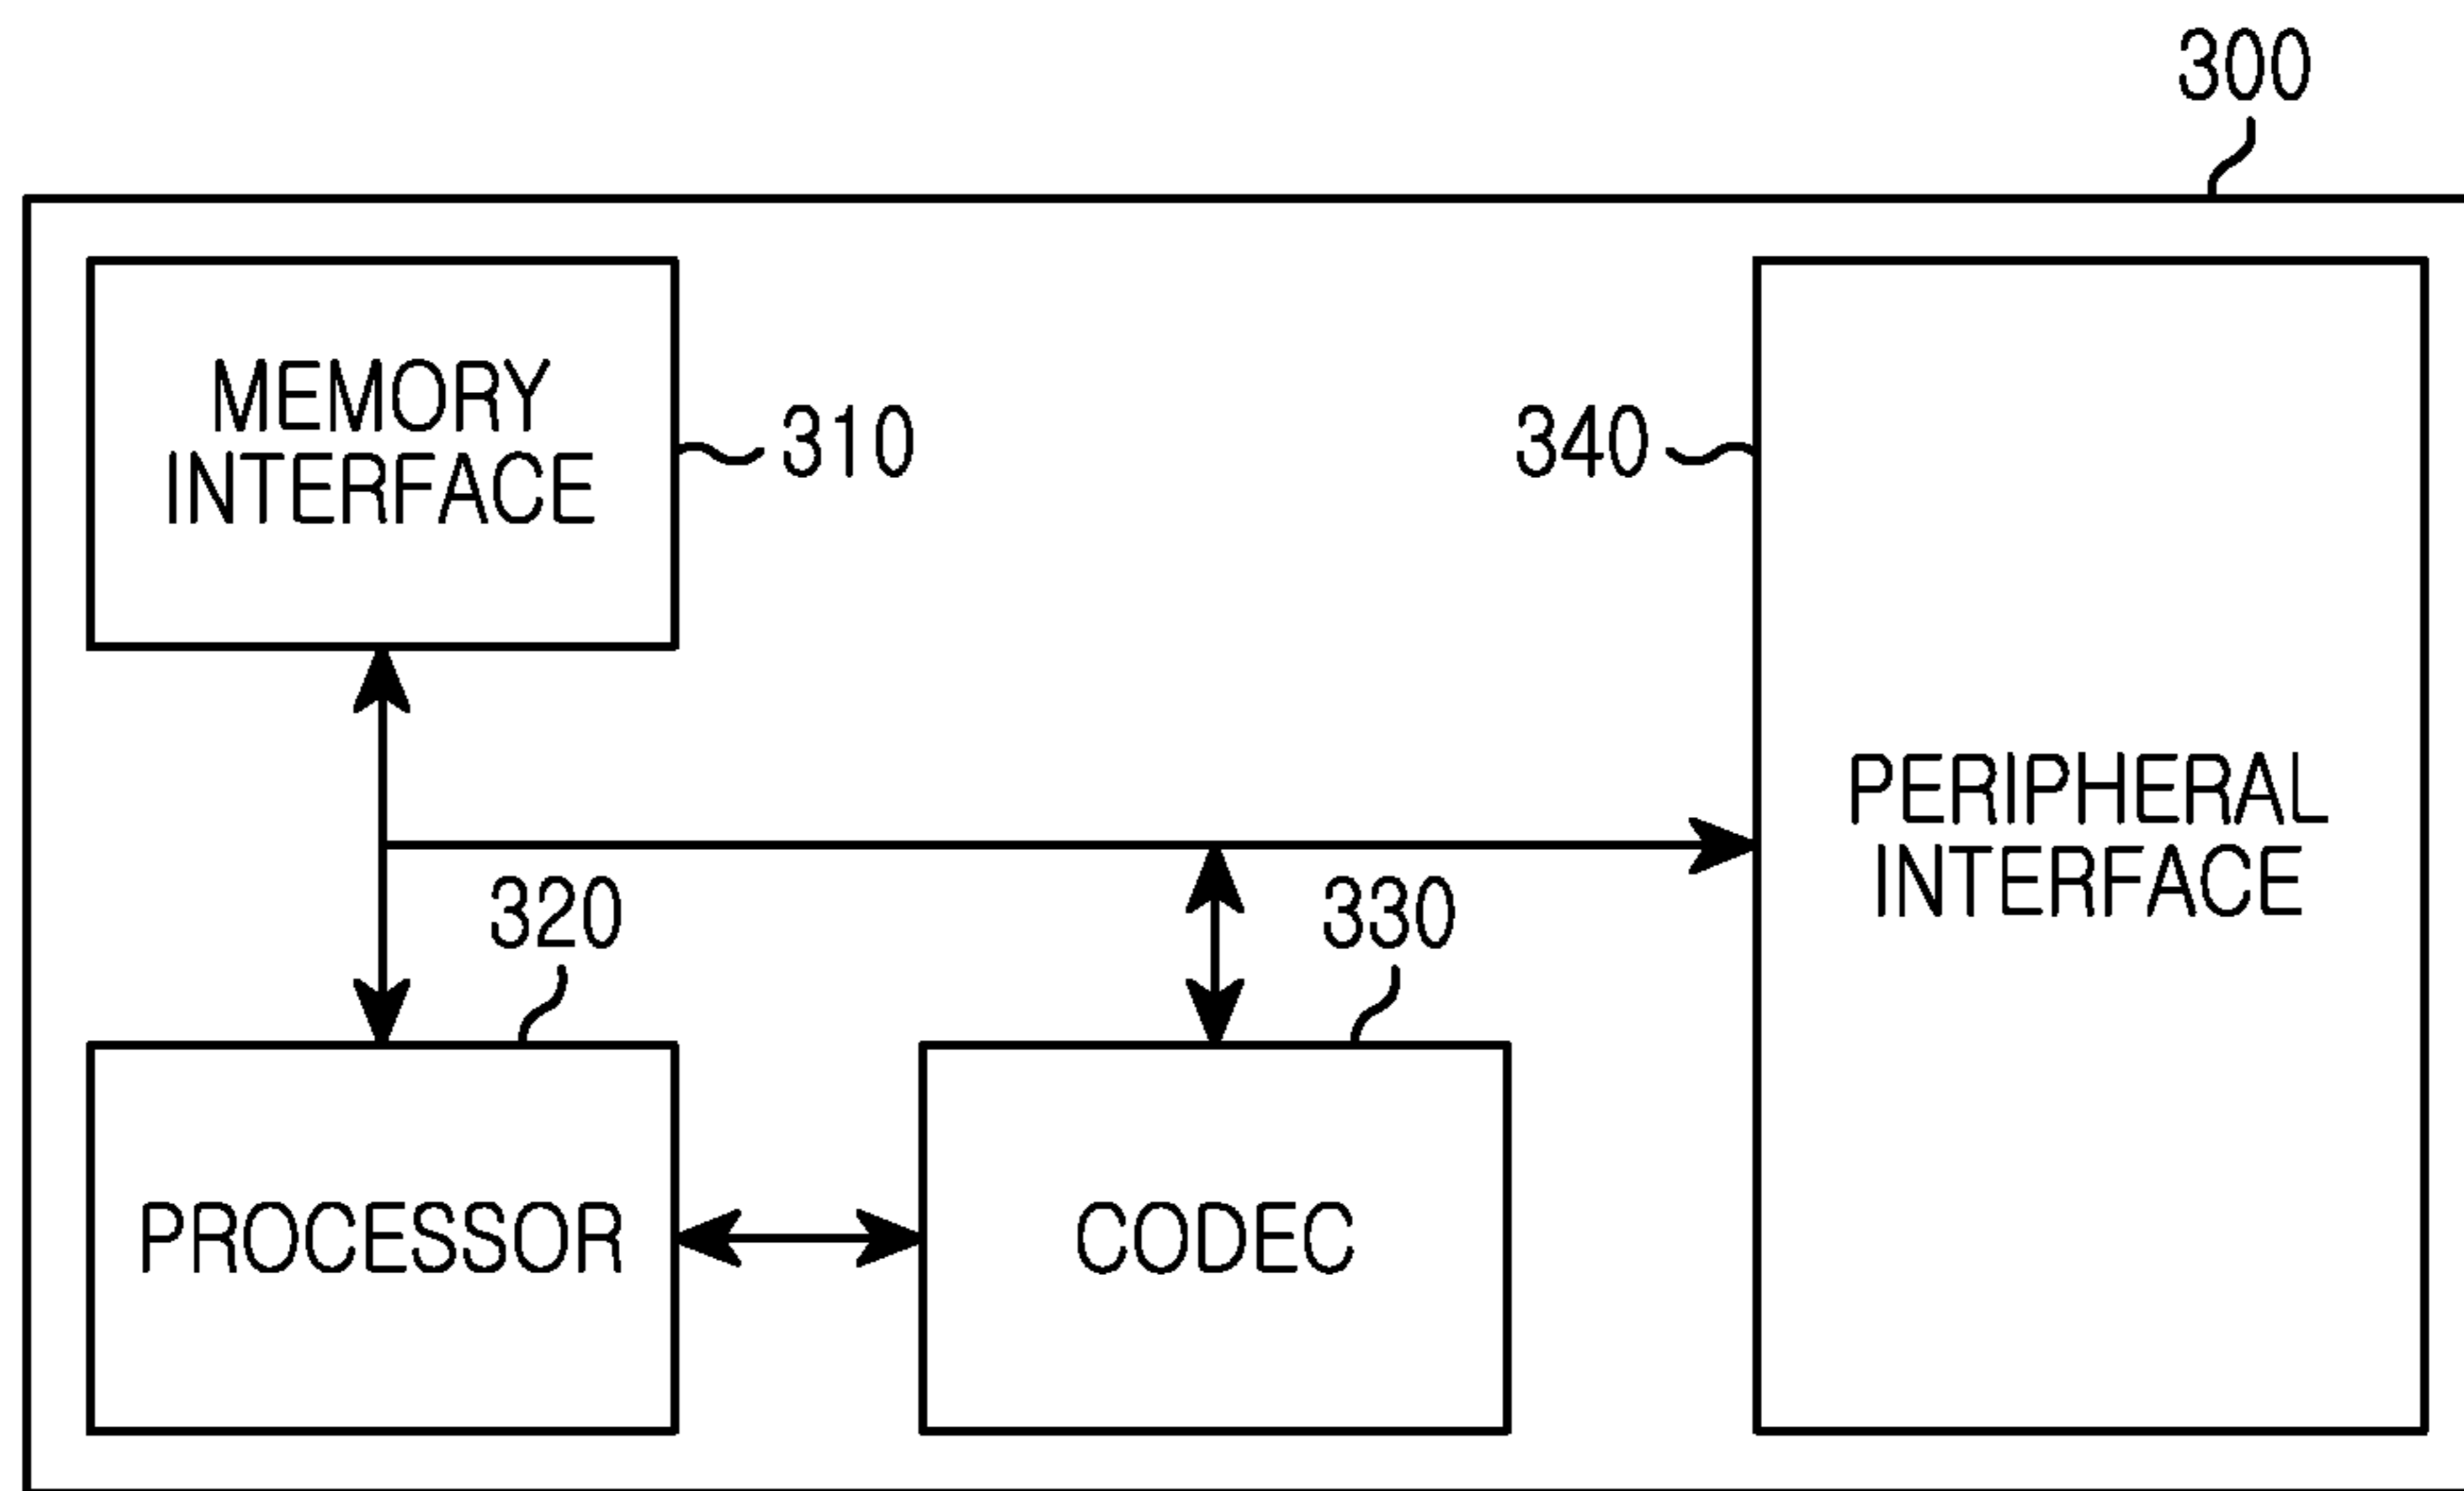 300
MEMORY
INTERFACE
310
340
PERIPHERAL
INTERFACE
320
330
PROCESSOR
CODEC